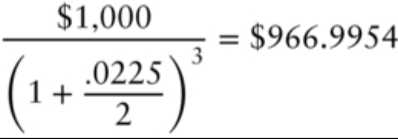 $1,000
(1 + .0225/2)^3 = $966.9954